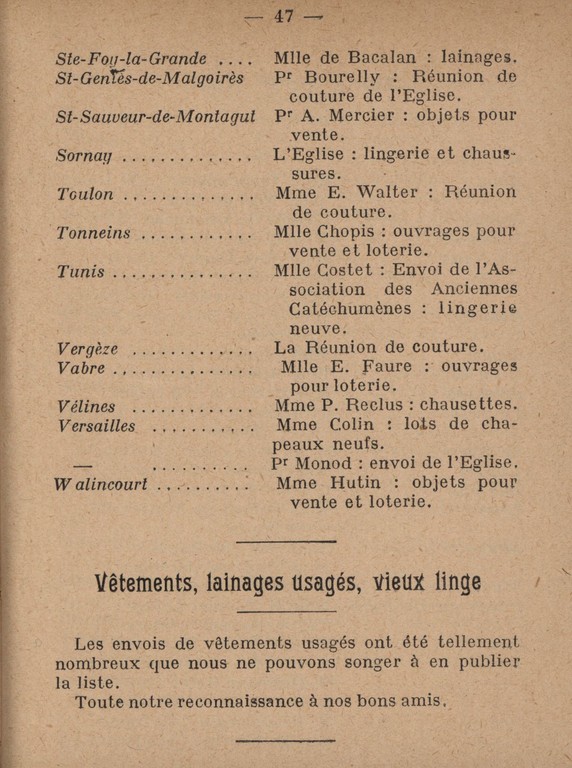 — 47 —
Ste-Foy-la-Grande .... Mlle de Bacalan : lainages.
St-Gentés-de-Malgoirès Pr Bourelly : Réunion de
couture de l'Eglise.
St-Sauveur-de-Montagut Pr A. Mercier : objets pour
vente.
Sornay .............. L'Eglise : lingerie et chaus-
sures.
Toulon .............. Mme E. Walter : Réunion
de couture.
Tonneins ............ Mlle Chopis : ouvrages pour
vente et loterie.
Tunis ............... Mlle Costet : Envoi de l'As-
sociation des Anciennes
Catéchumènes : lingerie
neuve.
Vergèze ............. La Réunion de couture.
Vabre ............... Mlle E. Faure : ouvrages
pour loterie.
Vélines ............. Mme P. Reclus : chausettes.
Versailles ........... Mme Colin : lots de cha-
peaux neufs.
— .......... Pr Monod : envoi de l'Eglise.
Walincourt .......... Mme Hutin : objets pour
vente et loterie.
Vêtements, lainages usagés, vieux linge
Les envois de vêtements usagés ont été tellement
nombreux que nous ne pouvons songer à en publier
la liste.
Toute notre reconnaissance à nos bons amis.